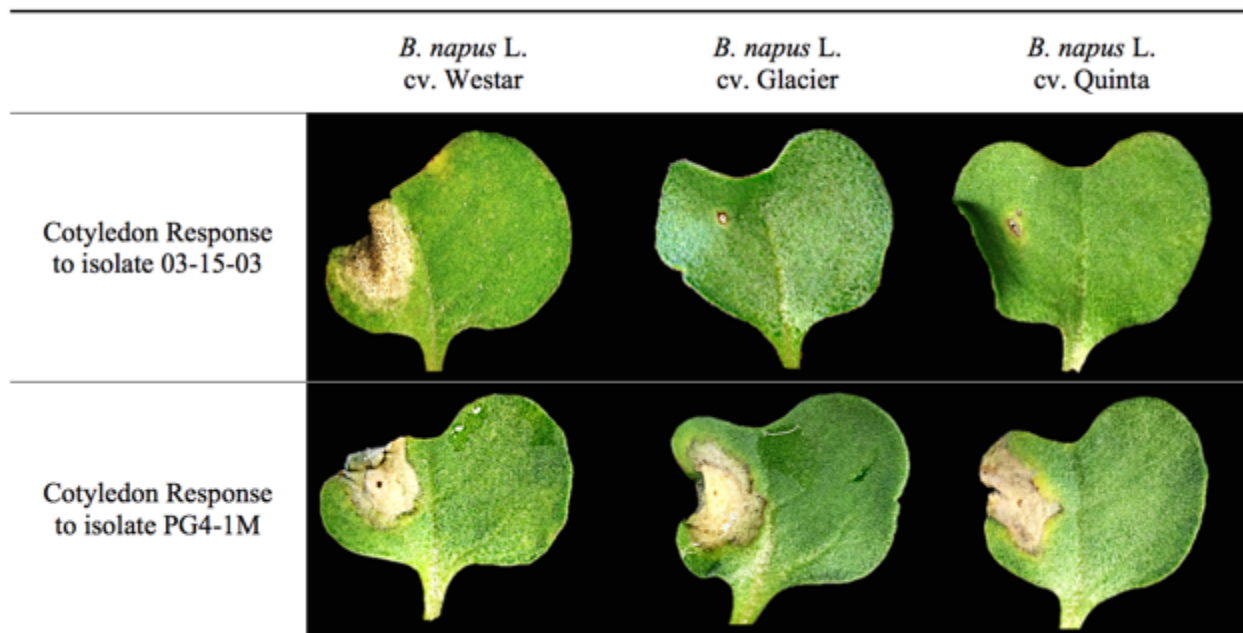 B. napus L.
cv. Westar
B. napus L.
cv. Glacier
B. napus L.
cv. Quinta
Cotyledon Response
to isolate 03-15-03
Cotyledon Response
to isolate PG4-1M